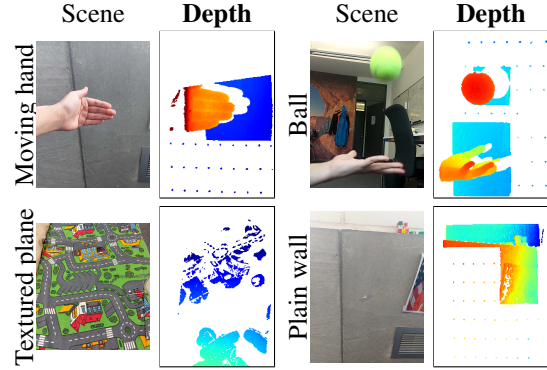 Scene Depth Scene Depth
Moving hand
Ball
Textured plane
Plain wall